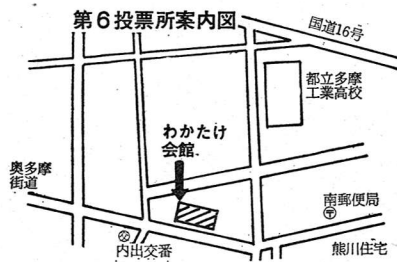 第6投票所案内図
国道16号
都立多摩
工業高校
わかたけ
会館
奥多摩
街道
南郵便局
内出交番
熊川住宅